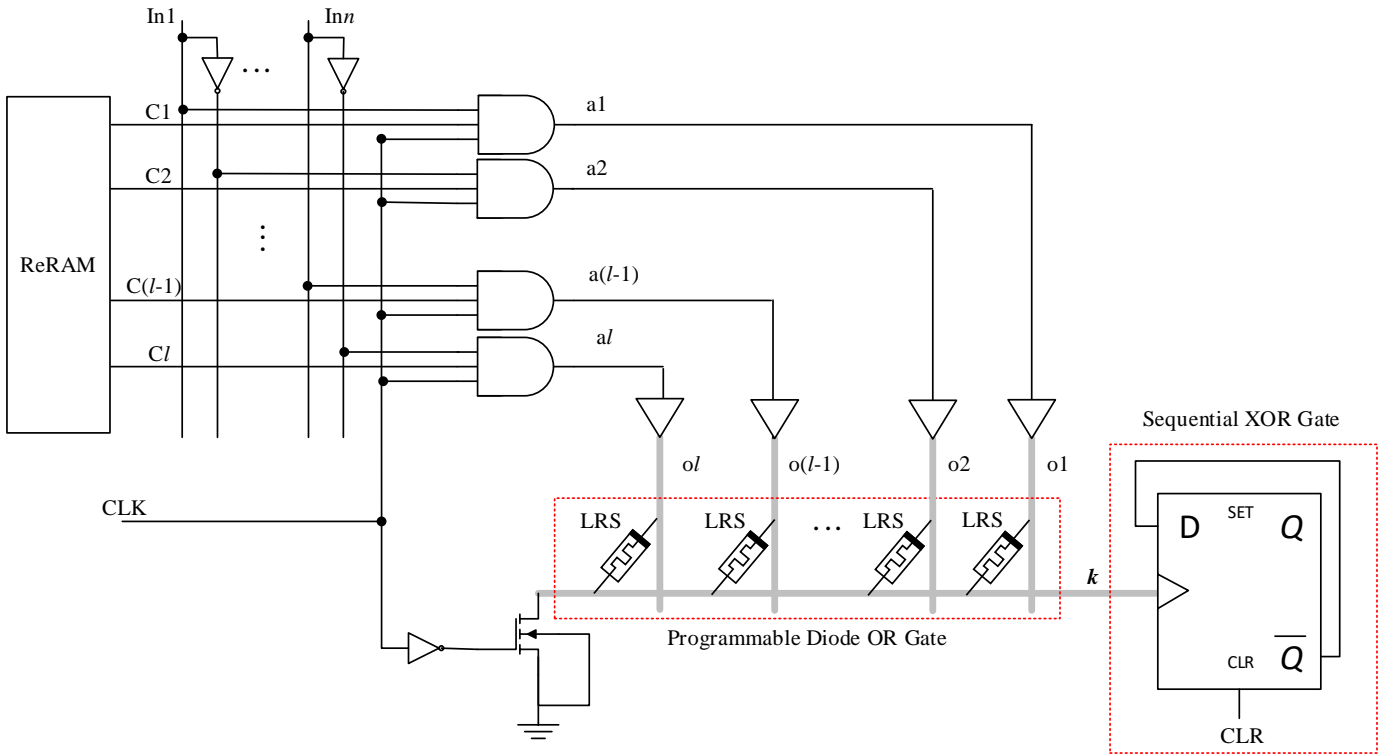 In1
Inn
...
C1
a1
C2
a2
ReRAM
...
C(l-1)
a(l-1)
Cl
al
Sequential XOR Gate
ol
o(l-1)
o2
o1
CLK
LRS
LRS
...
LRS
LRS
D
SET
Q
k
Programmable Diode OR Gate
CLR
Q̅
CLR